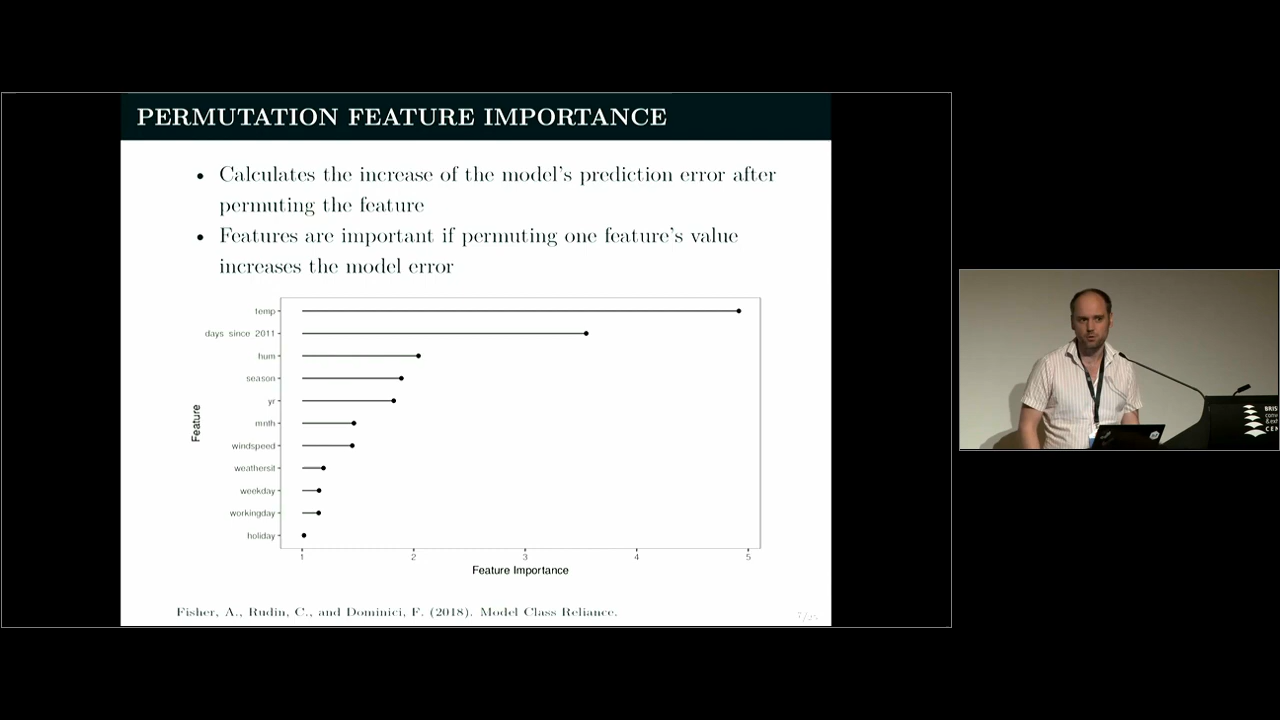 PERMUTATION FEATURE IMPORTANCE
• Calculates the increase of the model's prediction error after
permuting the feature
• Features are important if permuting one feature's value
increases the model error
temp
days since 2011
hum
season
yr
mnth
windspeed
weathersit
weekday
workingday
holiday
Feature
1 2 3 4 5
Feature Importance
Fisher, A., Rudin, C., and Dominici, F. (2018). Model Class Reliance.
BRIS
CEN